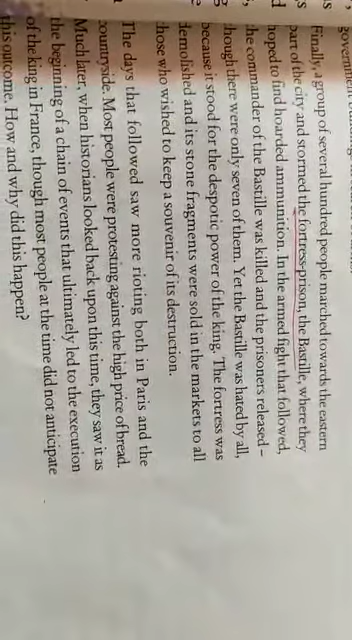 government
Finally, a group of several hundred people marched towards the eastern
part of the city and stormed the fortress-prison, the Bastille, where they
hoped to find hoarded ammunition. In the armed fight that followed,
the commander of the Bastille was killed and the prisoners released –
though there were only seven of them. Yet the Bastille was hated by all,
because it stood for the despotic power of the king. The fortress was
demolished and its stone fragments were sold in the markets to all
those who wished to keep a souvenir of its destruction.
The days that followed saw more rioting both in Paris and the
countryside. Most people were protesting against the high price of bread.
Much later, when historians looked back upon this time, they saw it as
the beginning of a chain of events that ultimately led to the execution
of the king in France, though most people at the time did not anticipate
this outcome. How and why did this happen?